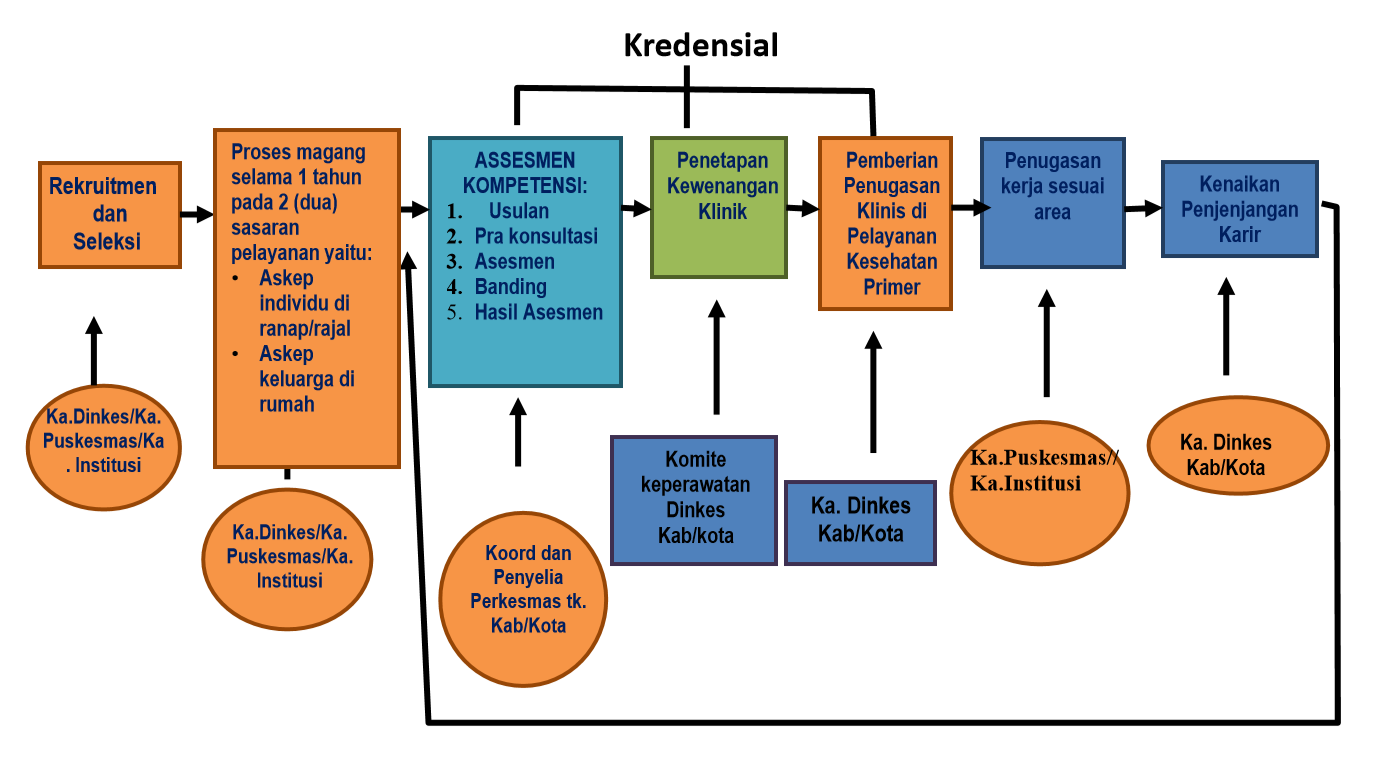 Kredensial
Rekruitmen
dan
Seleksi
Proses magang
selama 1 tahun
pada 2 (dua)
sasaran
pelayanan yaitu:
• Askep
individu di
ranap/rajal
• Askep
keluarga di
rumah
ASSESMEN
KOMPETENSI:
1. Usulan
2. Pra konsultasi
3. Asesmen
4. Banding
5. Hasil Asesmen
Penetapan
Kewenangan
Klinik
Pemberian
Penugasan
Klinis di
Pelayanan
Kesehatan
Primer
Penugasan
kerja sesuai
area
Kenaikan
Penjenjangan
Karir
Ka.Dinkes/Ka.
Puskesmas/Ka
. Institusi
Ka.Dinkes/Ka.
Puskesmas/Ka.
Institusi
Koord dan
Penyelia
Perkesmas tk.
Kab/Kota
Komite
keperawatan
Dinkes
Kab/kota
Ka. Dinkes
Kab/Kota
Ka.Puskesmas//
Ka.Institusi
Ka. Dinkes
Kab/Kota